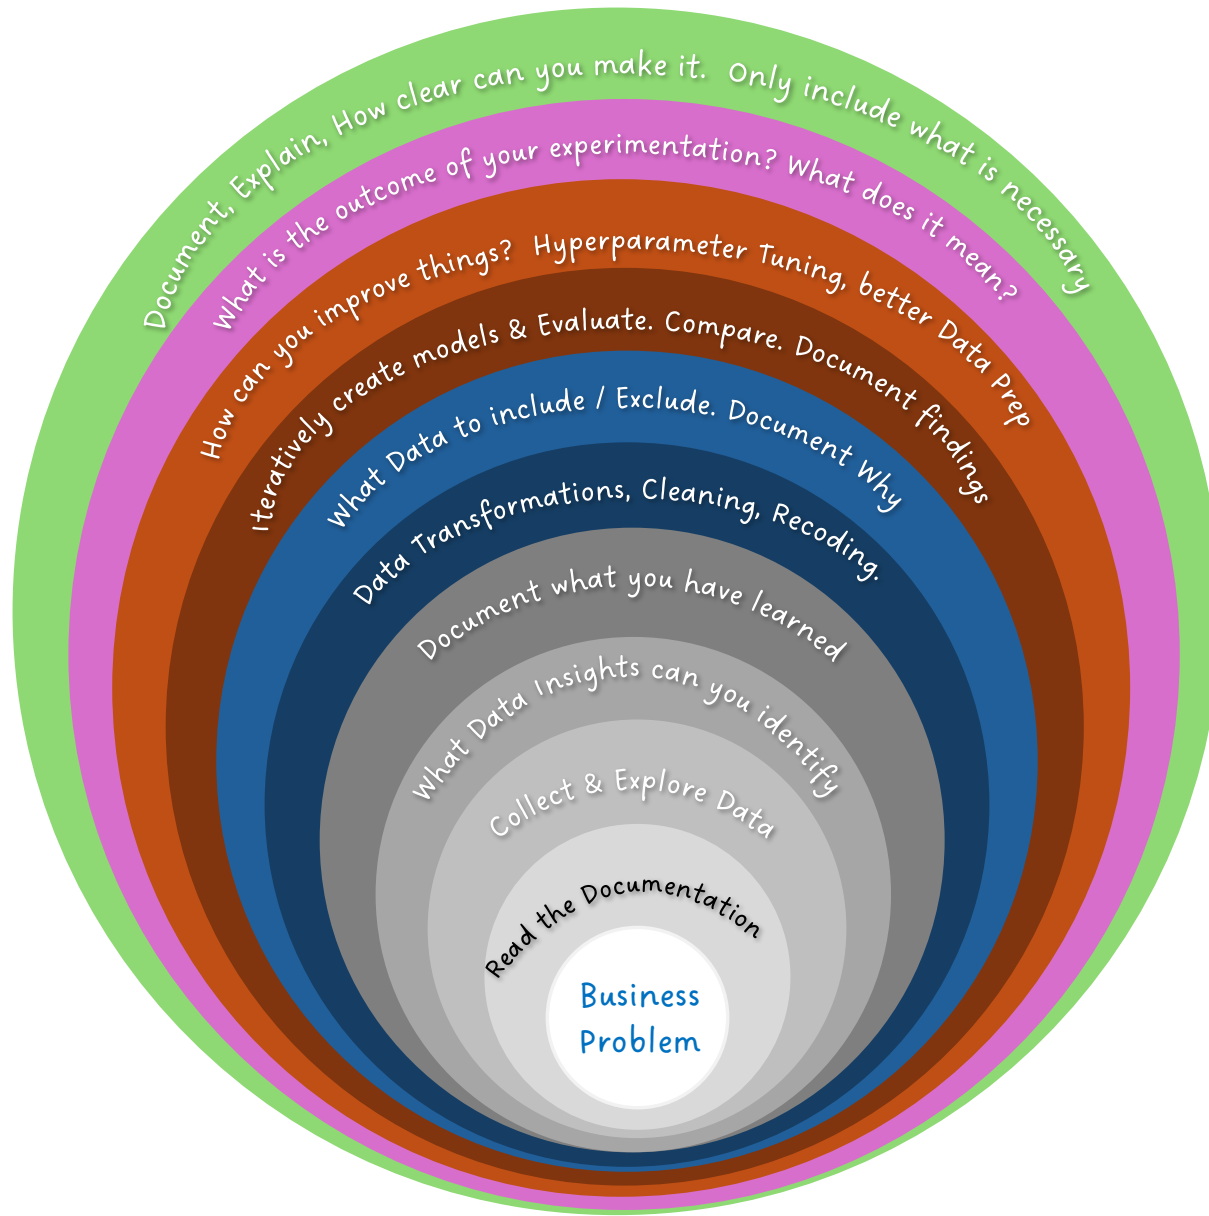 Document, Explain, How clear can you make it. Only include what is necessary
What is the outcome of your experimentation? What does it mean?
How can you improve things? Hyperparameter Tuning, better Data Prep
Iteratively create models & Evaluate. Compare. Document findings
What Data to include / Exclude. Document Why
Data Transformations, Cleaning, Recoding.
Document what you have learned
What Data Insights can you identify
Collect & Explore Data
Read the Documentation
Business
Problem